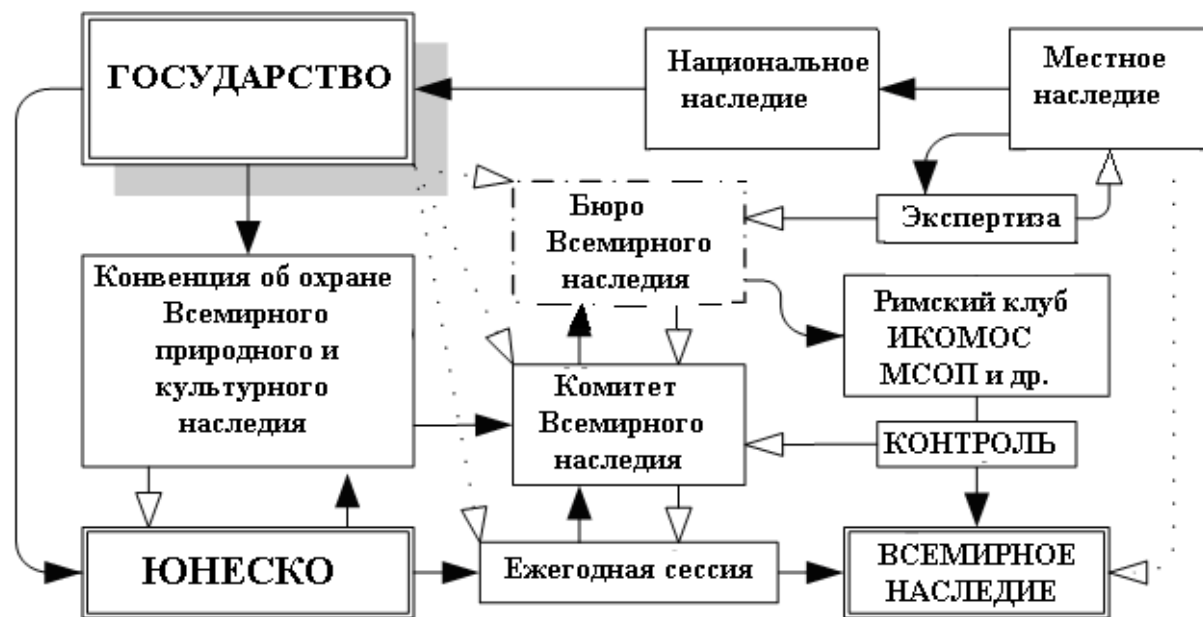 ГОСУДАРСТВО
Национальное
наследие
Местное
наследие
Бюро
Всемирного
наследия
Экспертиза
Конвенция об охране
Всемирного
природного и
культурного
наследия
Римский клуб
ИКОМОС
МСОП и др.
Комитет
Всемирного
наследия
КОНТРОЛЬ
ЮНЕСКО
Ежегодная сессия
ВСЕМИРНОЕ
НАСЛЕДИЕ